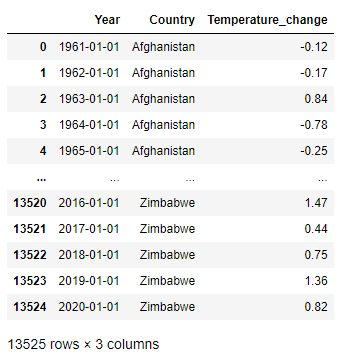 Year Country Temperature_change
0 1961-01-01 Afghanistan -0.12
1 1962-01-01 Afghanistan -0.17
2 1963-01-01 Afghanistan 0.84
3 1964-01-01 Afghanistan -0.78
4 1965-01-01 Afghanistan -0.25
... ... ... ...
13520 2016-01-01 Zimbabwe 1.47
13521 2017-01-01 Zimbabwe 0.44
13522 2018-01-01 Zimbabwe 0.75
13523 2019-01-01 Zimbabwe 1.36
13524 2020-01-01 Zimbabwe 0.82
13525 rows × 3 columns